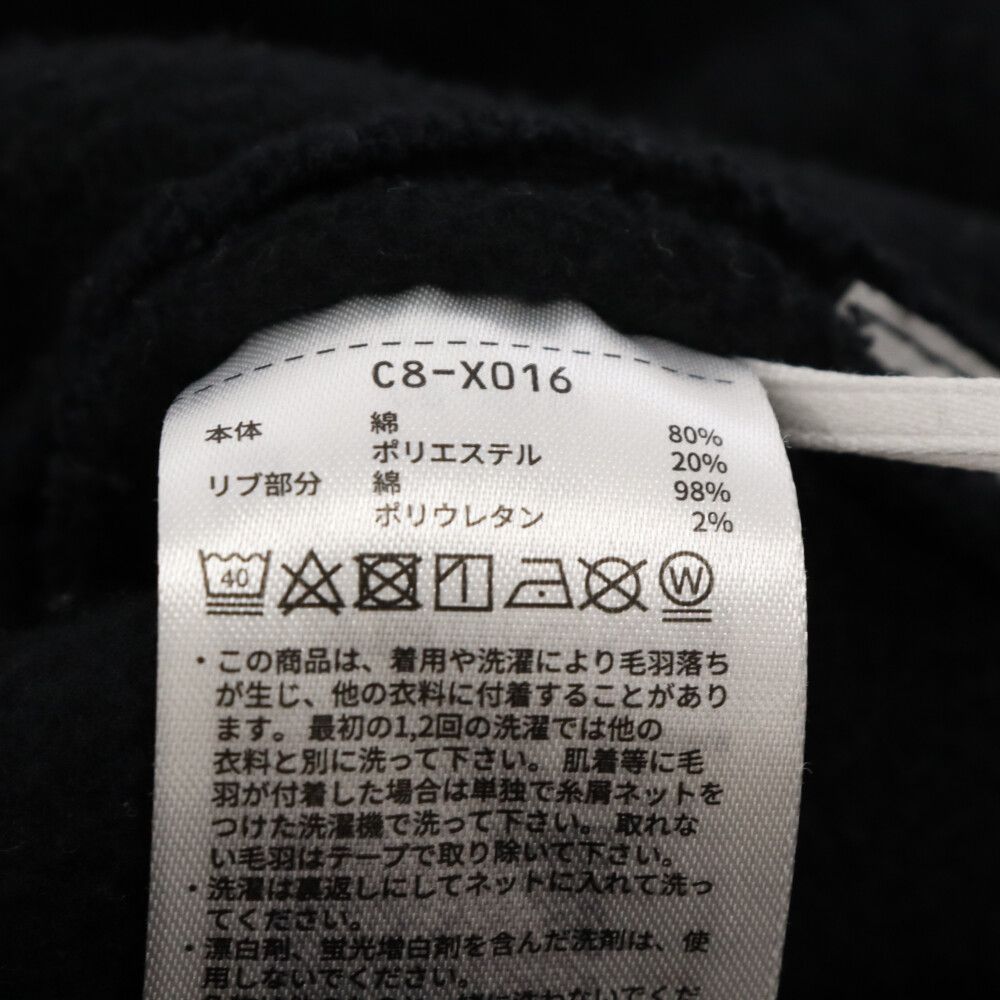 C8-X016
本体 綿 80%
ポリエステル 20%
リブ部分 綿 98%
ポリウレタン 2%
40 W
・この商品は、着用や洗濯により毛羽落ち
が生じ、他の衣料に付着することがあり
ます。 最初の1,2回の洗濯では他の
衣料と別に洗って下さい。 肌着等に毛
羽が付着した場合は単独で糸屑ネットを
つけた洗濯機で洗って下さい。 取れな
い毛羽はテープで取り除いて下さい。
・洗濯は裏返しにしてネットに入れて洗っ
てください。
・漂白剤、蛍光増白剤を含んだ洗剤は、使
用しないでください。